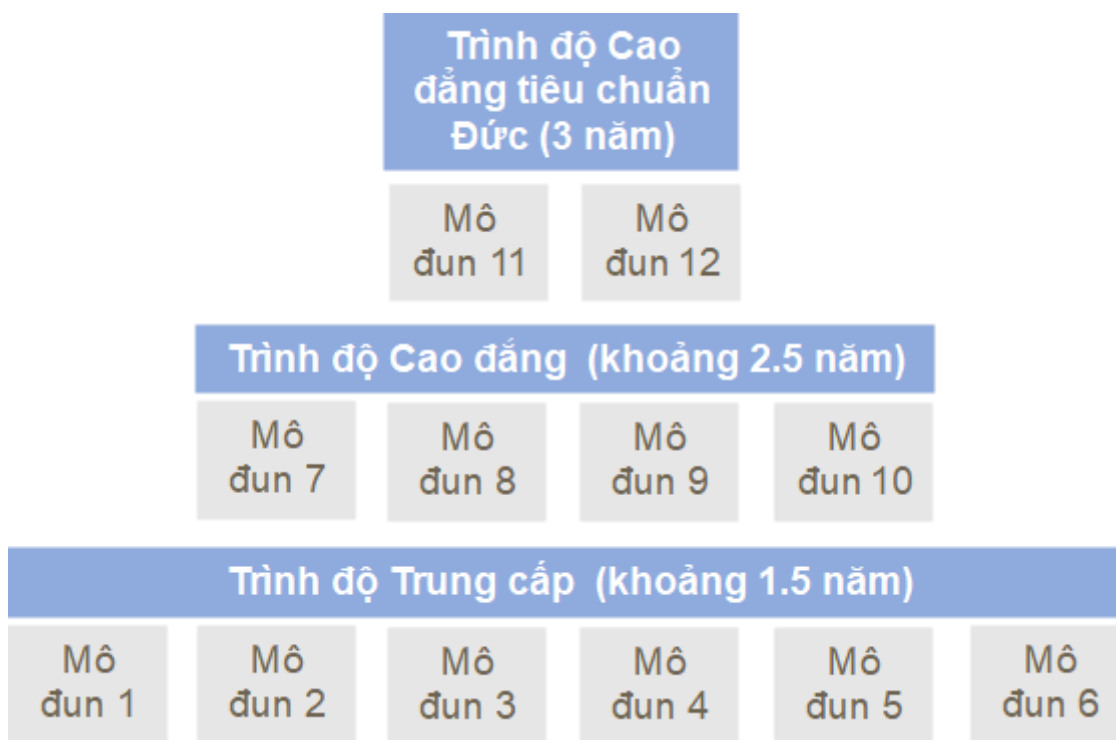 Trình độ Cao
đẳng tiêu chuẩn
Đức (3 năm)
Mô
đun 11
Mô
đun 12
Trình độ Cao đẳng (khoảng 2.5 năm)
Mô
đun 7
Mô
đun 8
Mô
đun 9
Mô
đun 10
Trình độ Trung cấp (khoảng 1.5 năm)
Mô
đun 1
Mô
đun 2
Mô
đun 3
Mô
đun 4
Mô
đun 5
Mô
đun 6